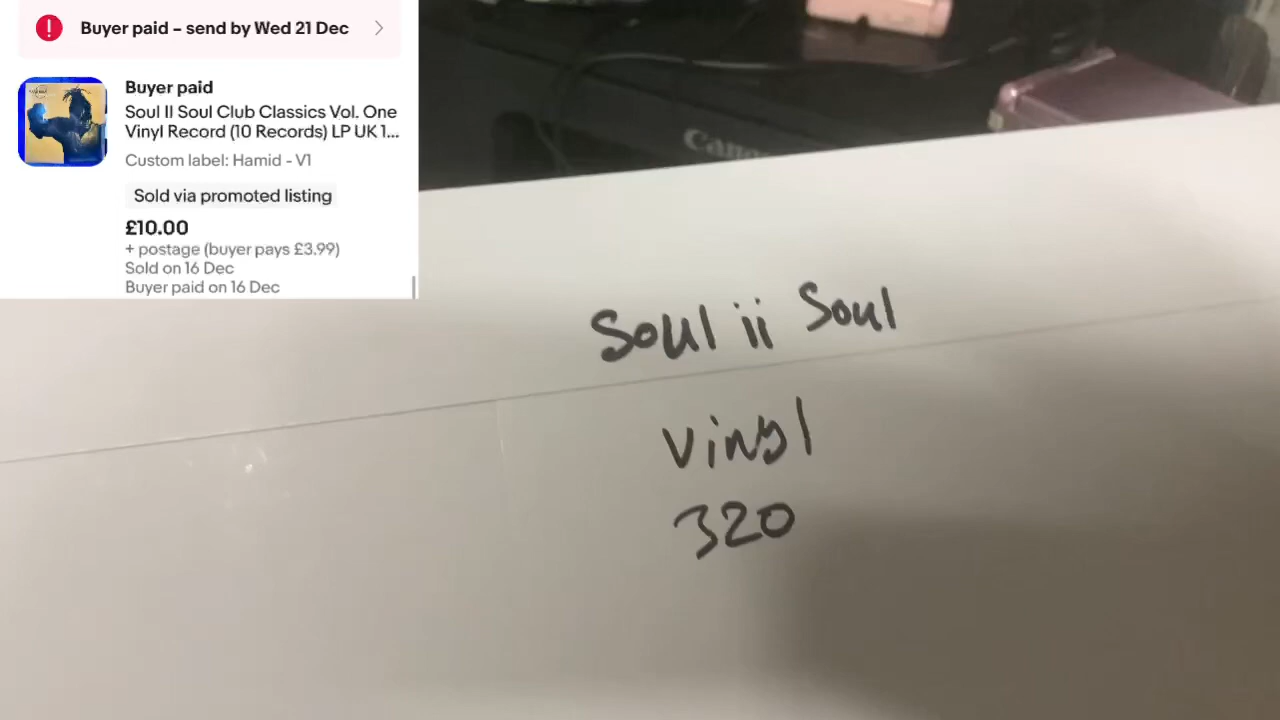 Buyer paid – send by Wed 21 Dec
Buyer paid
Soul II Soul Club Classics Vol. One
Vinyl Record (10 Records) LP UK 1...
Custom label: Hamid - V1
Sold via promoted listing
£10.00
+ postage (buyer pays £3.99)
Sold on 16 Dec
Buyer paid on 16 Dec
Canon
Soul ii Soul
Vinyl
320